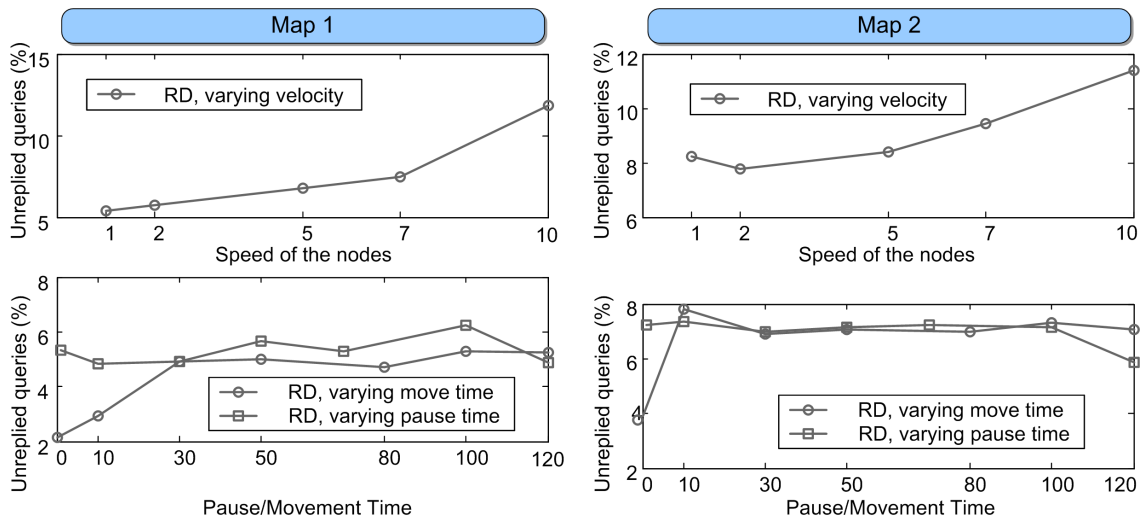 Map 1
Unreplied queries (%)
15
10
5
RD, varying velocity
1 2 5 7 10
Speed of the nodes
Map 2
Unreplied queries (%)
12
10
8
6
RD, varying velocity
1 2 5 7 10
Speed of the nodes
Unreplied queries (%)
8
6
4
2
RD, varying move time
RD, varying pause time
0 10 30 50 80 100 120
Pause/Movement Time
Unreplied queries (%)
8
6
4
2
RD, varying move time
RD, varying pause time
0 10 30 50 80 100 120
Pause/Movement Time